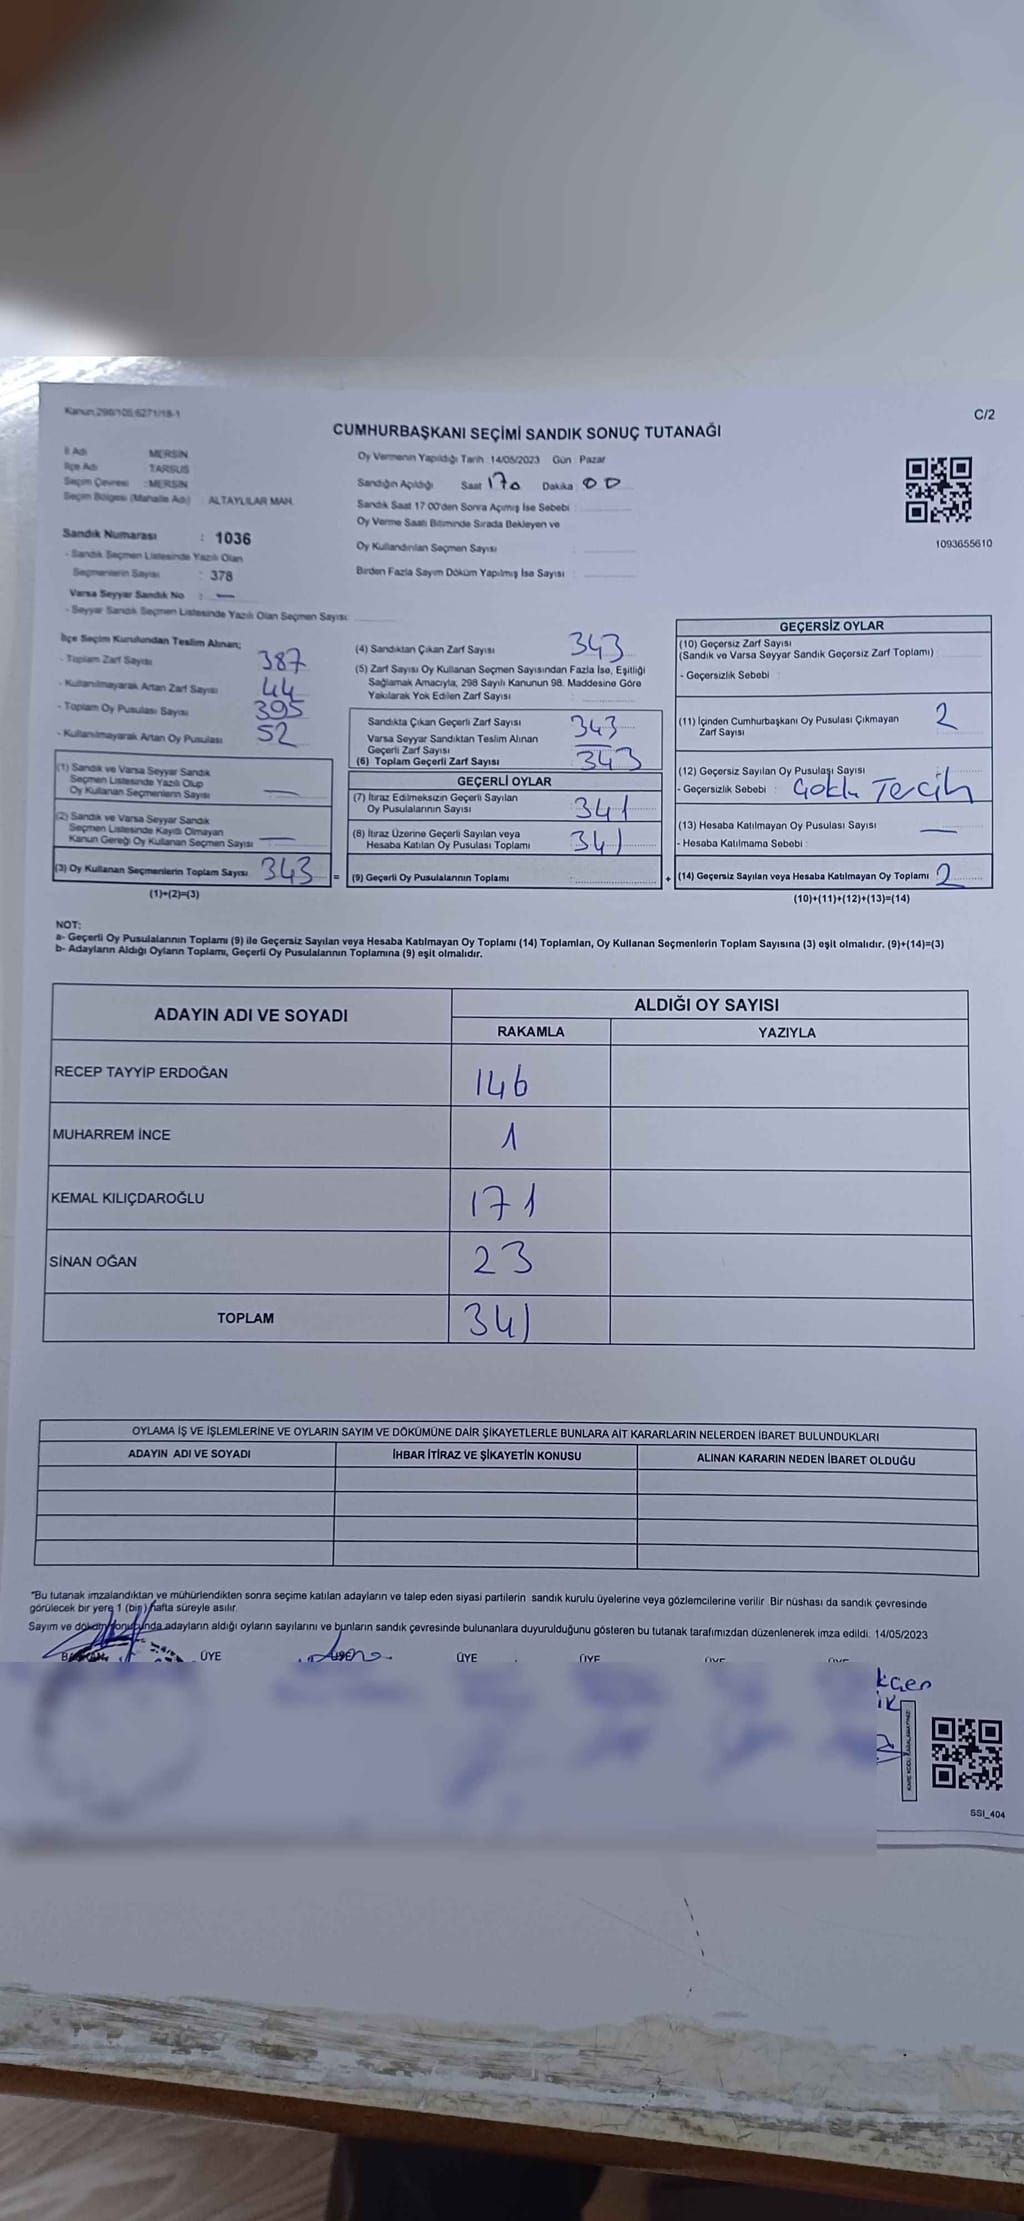 Kanun:298/105,6271/18-1
C/2
CUMHURBAŞKANI SEÇİMİ SANDIK SONUÇ TUTANAĞI
İl Adı MERSİN
İlçe Adı TARSUS
Seçim Çevresi : MERSİN
Seçim Bölgesi (Mahalle Adı) : ALTAYLILAR MAH.
Sandık Numarası : 1036
- Sandık Seçmen Listesinde Yazılı Olan
Seçmenlerin Sayısı : 378
Varsa Seyyar Sandık No : —
- Seyyar Sandık Seçmen Listesinde Yazılı Olan Seçmen Sayısı
Oy Vermenin Yapıldığı Tarih : 14/05/2023 Gün : Pazar
Sandığın Açıldığı Saat 17 Dakika 00
Sandık Saat 17:00'den Sonra Açımış İse Sebebi :
Oy Verme Saati Bitiminde Sırada Bekleyen ve
Oy Kullandırılan Seçmen Sayısı :
Birden Fazla Sayım Döküm Yapılmış İse Sayısı :
1093655610
İlçe Seçim Kurulundan Teslim Alınan;
- Toplam Zarf Sayısı 387
- Kullanılmayarak Artan Zarf Sayısı 44
- Toplam Oy Pusulası Sayısı 395
- Kullanılmayarak Artan Oy Pusulası 52
(1) Sandık ve Varsa Seyyar Sandık
Seçmen Listesinde Yazılı Olup
Oy Kullanan Seçmenlerin Sayısı —
(2) Sandık ve Varsa Seyyar Sandık
Seçmen Listesinde Kayıtlı Olmayan
Kanun Gereği Oy Kullanan Seçmen Sayısı —
(3) Oy Kullanan Seçmenlerin Toplam Sayısı 343 =
(1)+(2)=(3)
(4) Sandıktan Çıkan Zarf Sayısı 343
(5) Zarf Sayısı Oy Kullanan Seçmen Sayısından Fazla İse, Eşitliği
Sağlamak Amacıyla, 298 Sayılı Kanunun 98. Maddesine Göre
Yakılarak Yok Edilen Zarf Sayısı
Sandıkta Çıkan Geçerli Zarf Sayısı 343
Varsa Seyyar Sandıktan Teslim Alınan
Geçerli Zarf Sayısı —
(6) Toplam Geçerli Zarf Sayısı 343
GEÇERLİ OYLAR
(7) İtiraz Edilmeksizin Geçerli Sayılan
Oy Pusulalarının Sayısı 341
(8) İtiraz Üzerine Geçerli Sayılan veya
Hesaba Katılan Oy Pusulası Toplamı 341
(9) Geçerli Oy Pusulalarının Toplamı : +
GEÇERSİZ OYLAR
(10) Geçersiz Zarf Sayısı
(Sandık ve Varsa Seyyar Sandık Geçersiz Zarf Toplamı)
- Geçersizlik Sebebi :
(11) İçinden Cumhurbaşkanı Oy Pusulası Çıkmayan
Zarf Sayısı 2
(12) Geçersiz Sayılan Oy Pusulası Sayısı
- Geçersizlik Sebebi : Çoklu Tercih
(13) Hesaba Katılmayan Oy Pusulası Sayısı —
- Hesaba Katılmama Sebebi :
(14) Geçersiz Sayılan veya Hesaba Katılmayan Oy Toplamı 2
(10)+(11)+(12)+(13)=(14)
NOT:
a- Geçerli Oy Pusulalarının Toplamı (9) ile Geçersiz Sayılan veya Hesaba Katılmayan Oy Toplamı (14) Toplamları, Oy Kullanan Seçmenlerin Toplam Sayısına (3) eşit olmalıdır. (9)+(14)=(3)
b- Adayların Aldığı Oyların Toplamı, Geçerli Oy Pusulalarının Toplamına (9) eşit olmalıdır.
ADAYIN ADI VE SOYADI ALDIĞI OY SAYISI
RAKAMLA YAZIYLA
RECEP TAYYİP ERDOĞAN 146
MUHARREM İNCE 1
KEMAL KILIÇDAROĞLU 171
SİNAN OĞAN 23
TOPLAM 341
OYLAMA İŞ VE İŞLEMLERİNE VE OYLARIN SAYIM VE DÖKÜMÜNE DAİR ŞİKAYETLERLE BUNLARA AİT KARARLARIN NELERDEN İBARET BULUNDUKLARI
ADAYIN ADI VE SOYADI İHBAR İTİRAZ VE ŞİKAYETİN KONUSU ALINAN KARARIN NEDEN İBARET OLDUĞU
"Bu tutanak imzalandıktan ve mühürlendikten sonra seçime katılan adayların ve talep eden siyasi partilerin sandık kurulu üyelerine veya gözlemcilerine verilir. Bir nüshası da sandık çevresinde
görülecek bir yere 1 (bir) hafta süreyle asılır.
Sayım ve döküm sonucunda adayların aldığı oyların sayılarını ve bunların sandık çevresinde bulunanlara duyurulduğunu gösteren bu tutanak tarafımızdan düzenlenerek imza edildi. 14/05/2023
BAŞKAN ÜYE ÜYE ÜYE ÜYE ÜYE
SSI_404